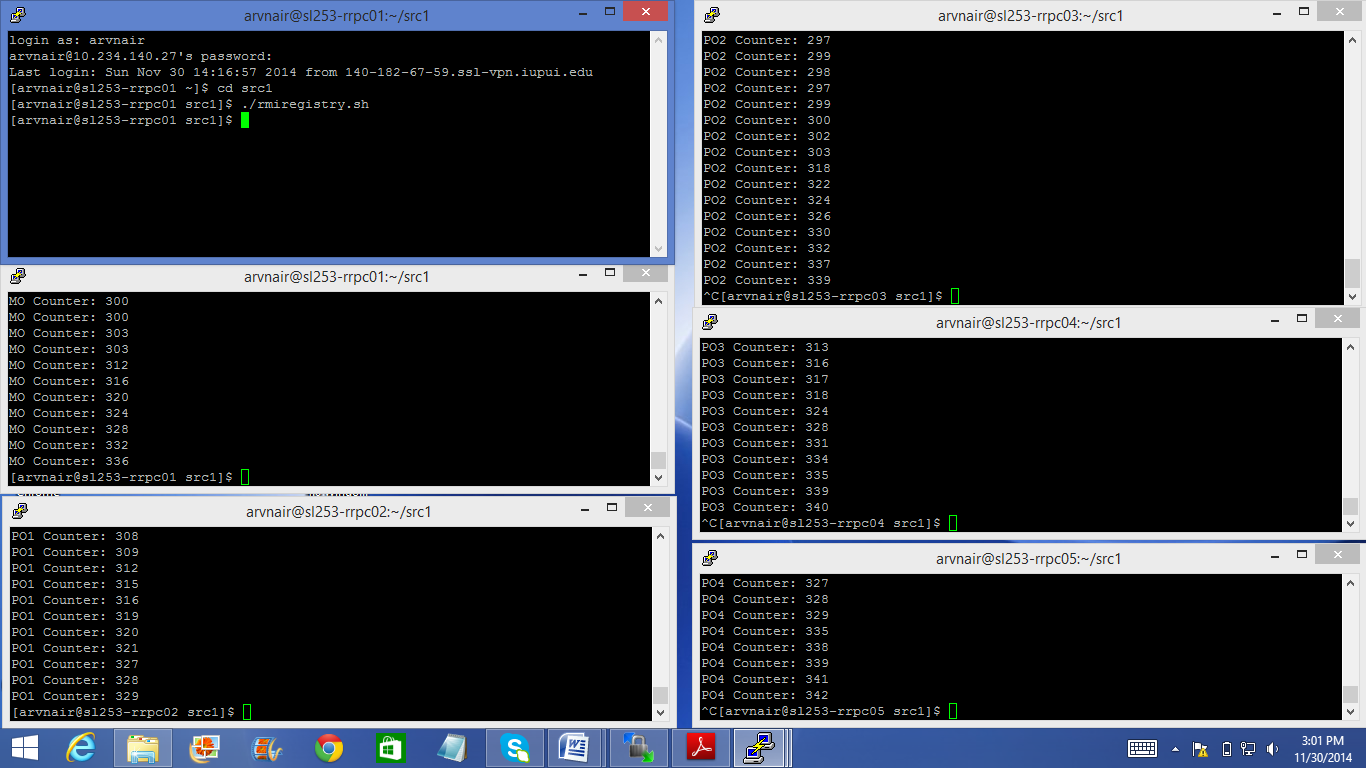 arvnair@sl253-rrpc01:~/src1
login as: arvnair
arvnair@10.234.140.27's password:
Last login: Sun Nov 30 14:16:57 2014 from 140-182-67-59.ssl-vpn.iupui.edu
[arvnair@sl253-rrpc01 ~]$ cd src1
[arvnair@sl253-rrpc01 src1]$ ./rmiregistry.sh
[arvnair@sl253-rrpc01 src1]$
arvnair@sl253-rrpc01:~/src1
MO Counter: 300
MO Counter: 300
MO Counter: 303
MO Counter: 303
MO Counter: 312
MO Counter: 316
MO Counter: 320
MO Counter: 324
MO Counter: 328
MO Counter: 332
MO Counter: 336
[arvnair@sl253-rrpc01 src1]$
arvnair@sl253-rrpc02:~/src1
PO1 Counter: 308
PO1 Counter: 309
PO1 Counter: 312
PO1 Counter: 315
PO1 Counter: 316
PO1 Counter: 319
PO1 Counter: 320
PO1 Counter: 321
PO1 Counter: 327
PO1 Counter: 328
PO1 Counter: 329
[arvnair@sl253-rrpc02 src1]$
arvnair@sl253-rrpc03:~/src1
PO2 Counter: 297
PO2 Counter: 299
PO2 Counter: 298
PO2 Counter: 297
PO2 Counter: 299
PO2 Counter: 300
PO2 Counter: 302
PO2 Counter: 303
PO2 Counter: 318
PO2 Counter: 322
PO2 Counter: 324
PO2 Counter: 326
PO2 Counter: 330
PO2 Counter: 332
PO2 Counter: 337
PO2 Counter: 339
^C[arvnair@sl253-rrpc03 src1]$
arvnair@sl253-rrpc04:~/src1
PO3 Counter: 313
PO3 Counter: 316
PO3 Counter: 317
PO3 Counter: 318
PO3 Counter: 324
PO3 Counter: 328
PO3 Counter: 331
PO3 Counter: 334
PO3 Counter: 335
PO3 Counter: 339
PO3 Counter: 340
^C[arvnair@sl253-rrpc04 src1]$
arvnair@sl253-rrpc05:~/src1
PO4 Counter: 327
PO4 Counter: 328
PO4 Counter: 329
PO4 Counter: 335
PO4 Counter: 338
PO4 Counter: 339
PO4 Counter: 341
PO4 Counter: 342
^C[arvnair@sl253-rrpc05 src1]$
3:01 PM
11/30/2014